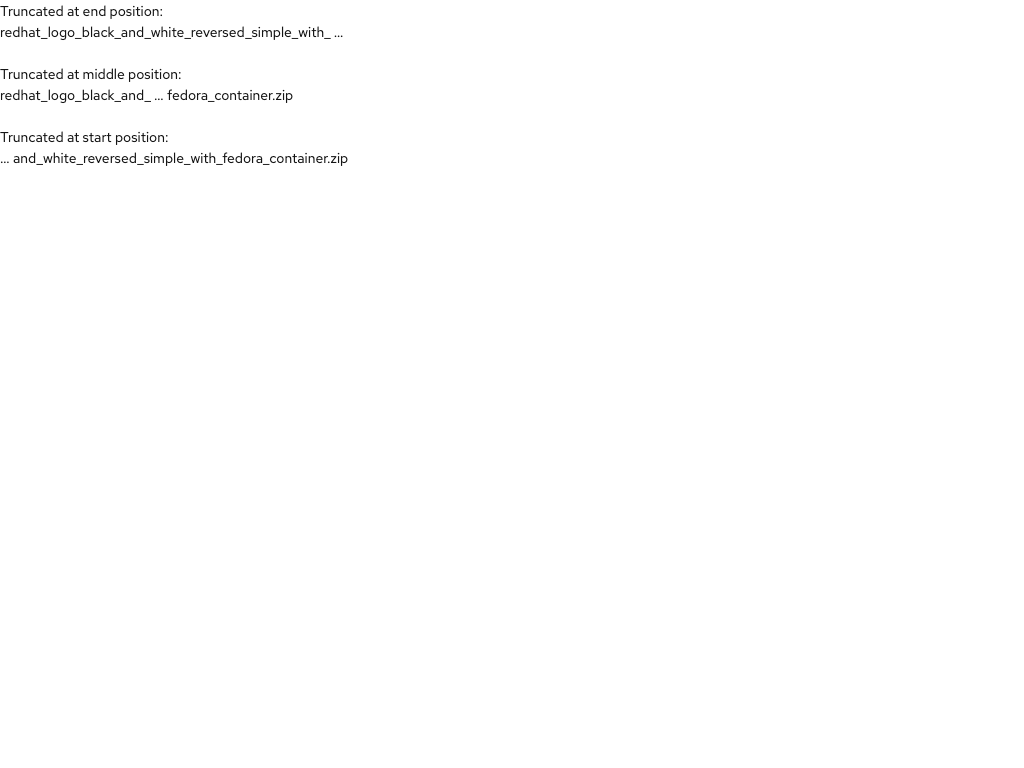 Truncated at end position:
redhat_logo_black_and_white_reversed_simple_with_ ...
Truncated at middle position:
redhat_logo_black_and_ ... fedora_container.zip
Truncated at start position:
... and_white_reversed_simple_with_fedora_container.zip